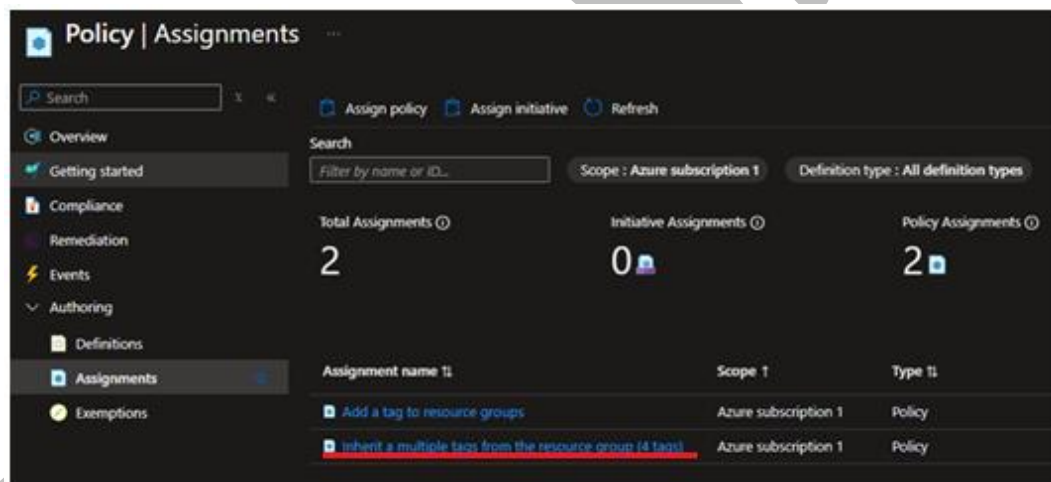 Policy | Assignments ...
Search
Assign policy Assign initiative Refresh
Overview
Search
Getting started
Filter by name or ID...
Scope : Azure subscription 1
Definition type : All definition types
Compliance
Total Assignments
Initiative Assignments
Policy Assignments
Remediation
2
0
2
Events
Authoring
Definitions
Assignments
Assignment name
Scope
Type
Exemptions
Add a tag to resource groups
Azure subscription 1
Policy
Inherit a multiple tags from the resource group (4 tags)
Azure subscription 1
Policy